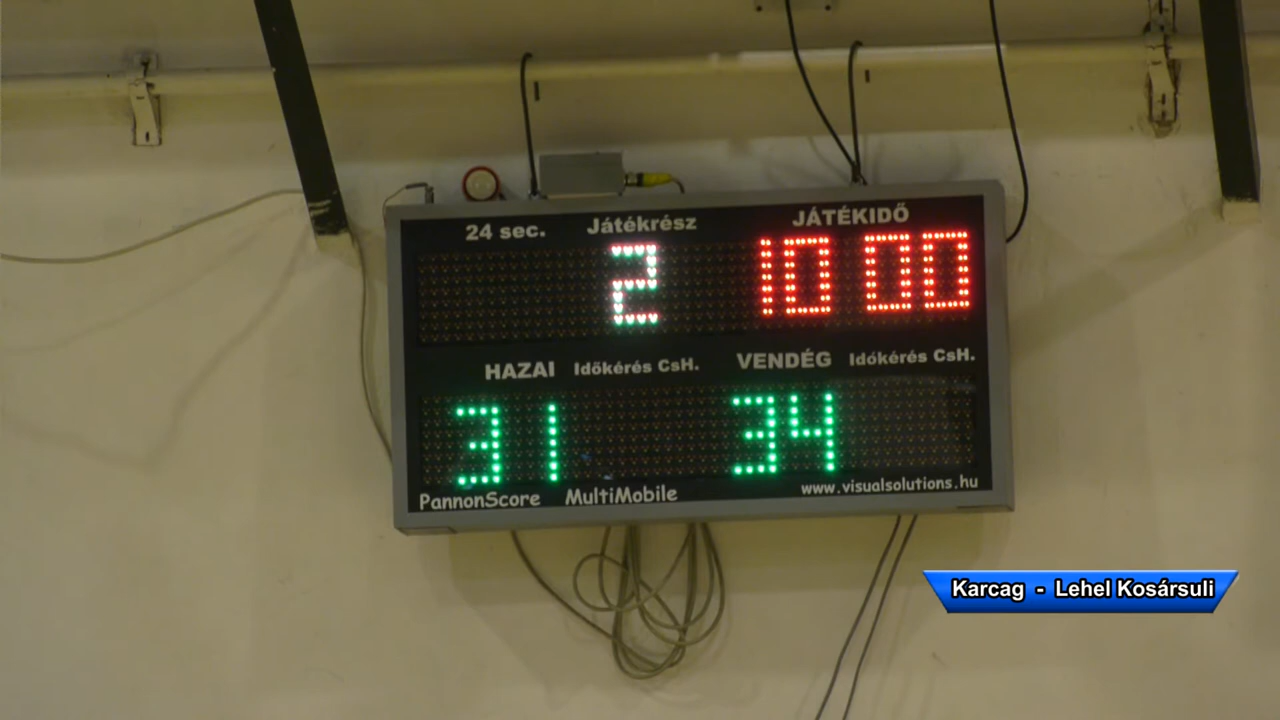 24 sec. Játékrész JÁTÉKIDŐ
2 10 00
HAZAI Időkérés CsH. VENDÉG Időkérés CsH.
31 34
PannonScore MultiMobile www.visualsolutions.hu
Karcag - Lehel Kosársuli